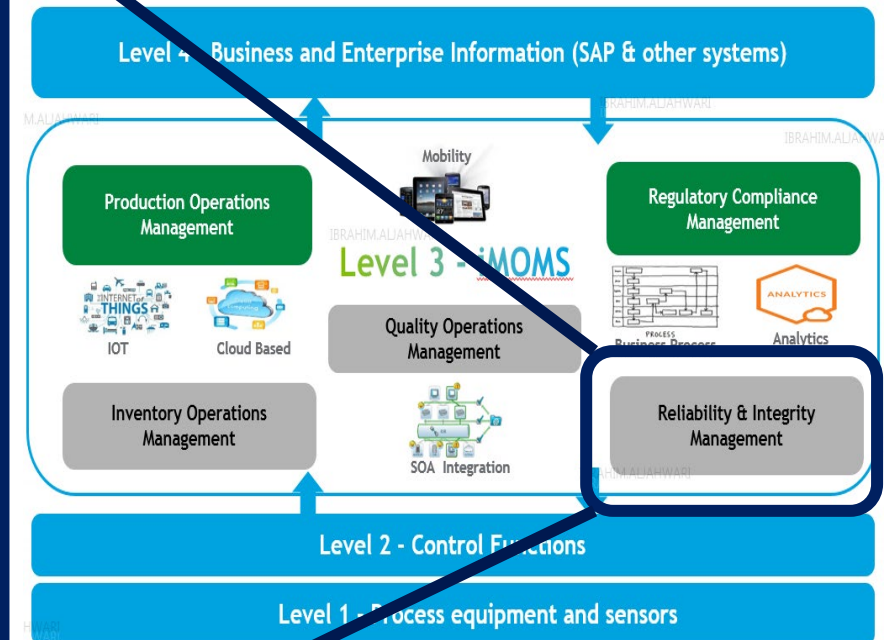 Level 4 - Business and Enterprise Information (SAP & other systems)
IBRAHIM.ALJAHWARI
M.ALJAHWARI
IBRAHIM.ALJAHWA
Mobility
Production Operations
Management
Regulatory Compliance
Management
IBRAHIM.ALJAHWARI
Level 3 - iMOMS
INTERNET OF
THINGS
ANALYTICS
PROCESS
IOT
Cloud Based
Quality Operations
Management
Business Process
Analytics
Inventory Operations
Management
Reliability & Integrity
Management
SOA Integration
RAHIM.ALJAHWARI
Level 2 - Control Functions
Level 1 - Process equipment and sensors
HWARI
WARI